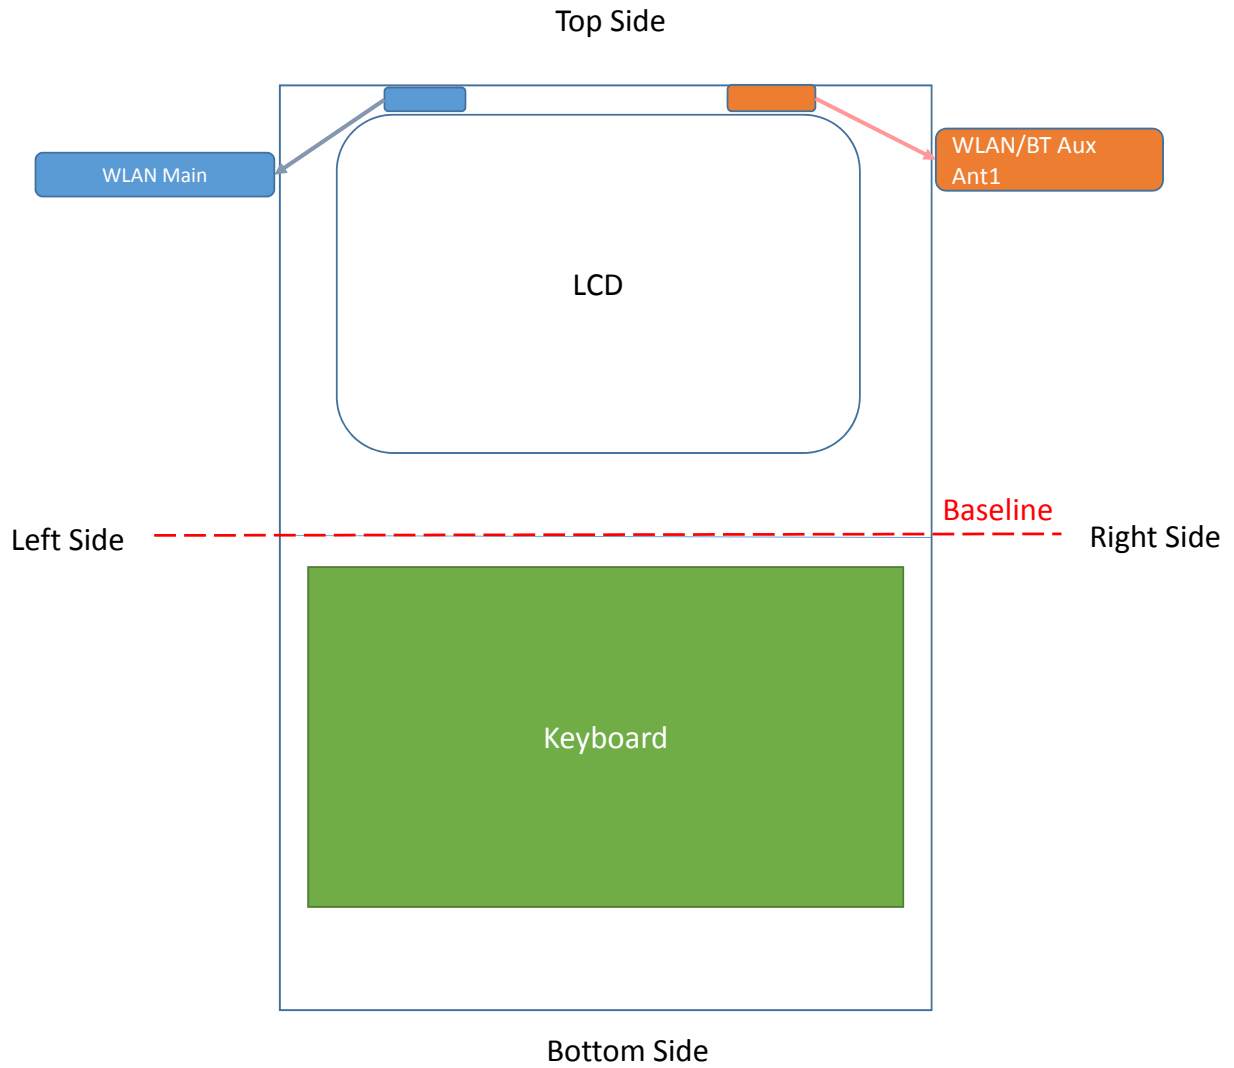 Top Side
WLAN Main
WLAN/BT Aux
Ant1
LCD
Baseline
Left Side
Right Side
Keyboard
Bottom Side